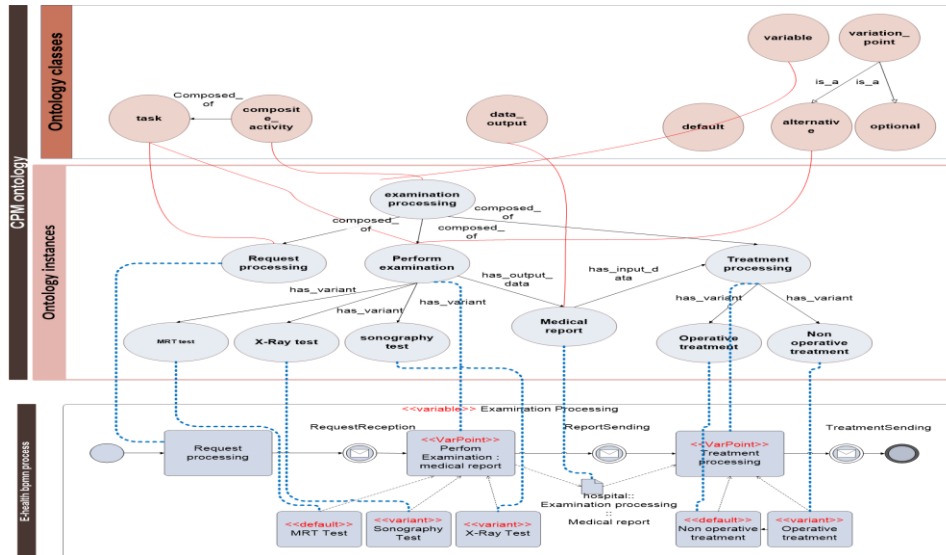 CPM ontology
Ontology classes
variable
variation_
point
is_a
is_a
Composed_
of
task
composit
e_
activity
data_
output
default
alternativ
e
optional
Ontology instances
examination
processing
composed_
of
composed_
of
composed_
of
Request
processing
Perform
examination
Treatment
processing
has_output_
data
has_input_d
ata
has_variant
has_variant
has_variant
has_variant
has_variant
Medical
report
MRT test
X-Ray test
sonography
test
Operative
treatment
Non
operative
treatment
E-health bpmn process
<<variable>> Examination Processing
RequestReception
ReportSending
TreatmentSending
Request
processing
<<VarPoint>>
Perform
Examination :
medical report
<<VarPoint>>
Treatment
processing
hospital::
Examination processing
::
Medical report
<<default>>
MRT Test
<<variant>>
Sonography
Test
<<variant>>
X-Ray Test
<<default>>
Non operative
treatment
<<variant>>
Operative
treatment